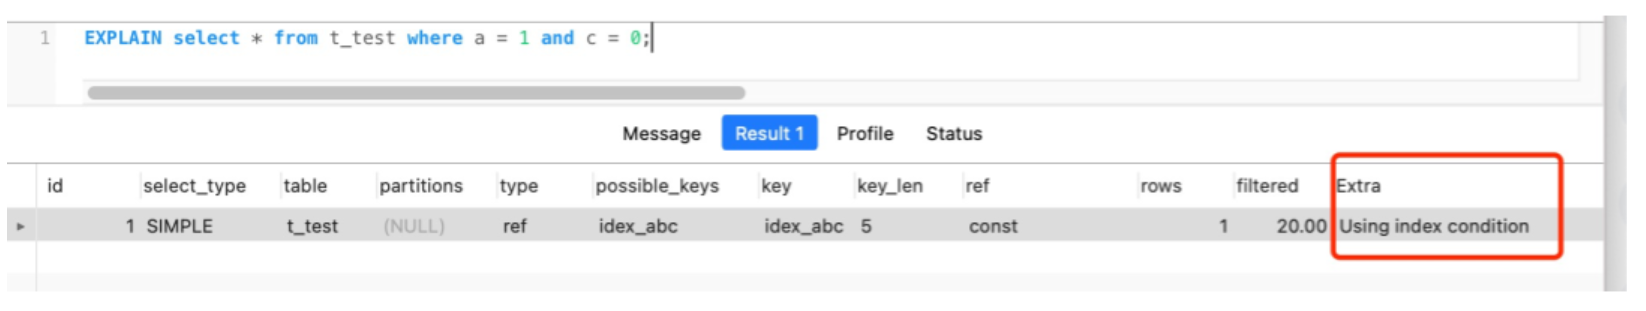 1 EXPLAIN select * from t_test where a = 1 and c = 0;
Message Result 1 Profile Status
id select_type table partitions type possible_keys key key_len ref rows filtered Extra
1 SIMPLE t_test (NULL) ref idex_abc idex_abc 5 const 1 20.00 Using index condition